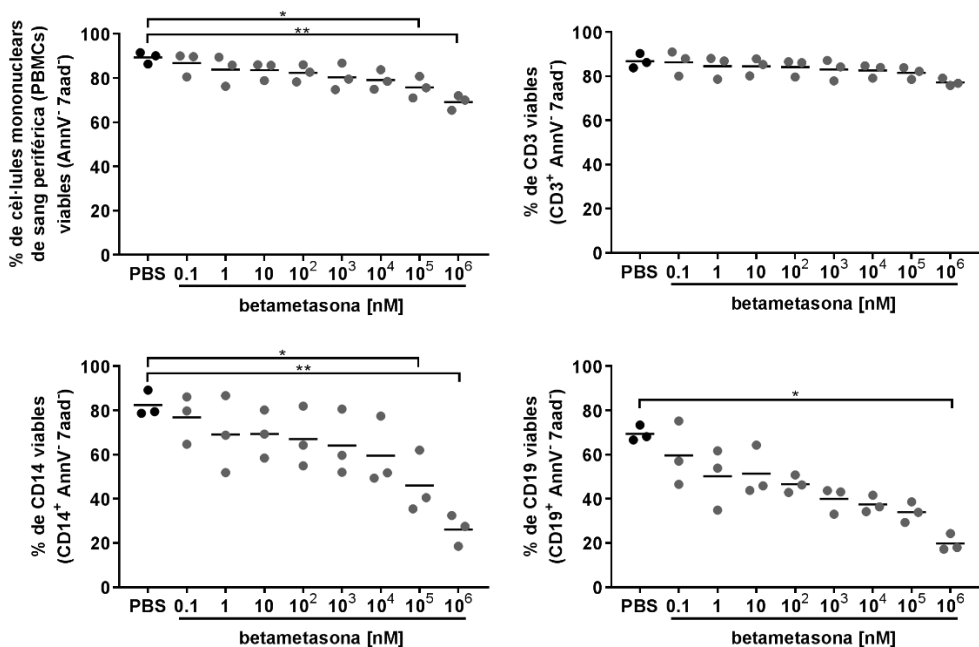 % de cèl·lules mononuclears
de sang perifèrica (PBMCs)
viables (AnnV⁻ 7aad⁻)
100
80
60
40
20
0
*
**
PBS 0.1 1 10 10² 10³ 10⁴ 10⁵ 10⁶
betametasona [nM]
% de CD3 viables
(CD3⁺ AnnV⁻ 7aad⁻)
100
80
60
40
20
0
PBS 0.1 1 10 10² 10³ 10⁴ 10⁵ 10⁶
betametasona [nM]
% de CD14 viables
(CD14⁺ AnnV⁻ 7aad⁻)
100
80
60
40
20
0
*
**
PBS 0.1 1 10 10² 10³ 10⁴ 10⁵ 10⁶
betametasona [nM]
% de CD19 viables
(CD19⁺ AnnV⁻ 7aad⁻)
100
80
60
40
20
0
*
PBS 0.1 1 10 10² 10³ 10⁴ 10⁵ 10⁶
betametasona [nM]